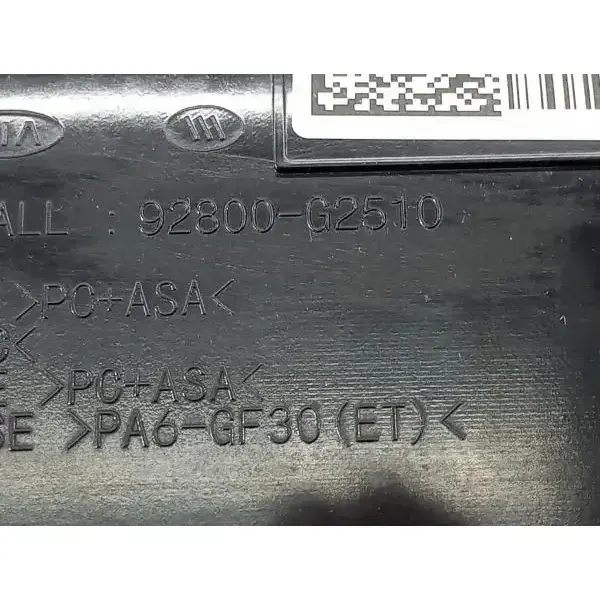 ALL : 92800-G2510
>PC+ASA<
C<
E >PC+ASA<
SE >PA6-GF30(ET)<